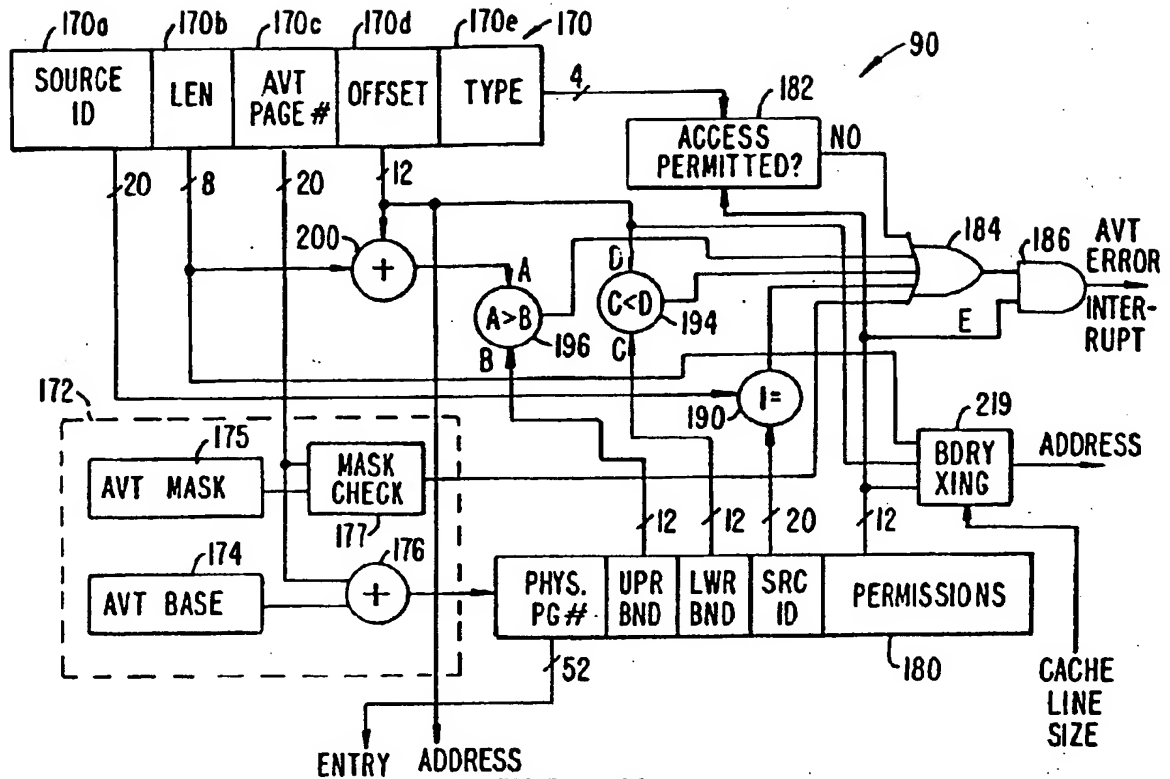 170a 170b 170c 170d 170e 170
90
SOURCE ID
LEN
AVT PAGE #
OFFSET
TYPE
4
182
ACCESS PERMITTED?
NO
20
8
20
12
200
+
A
A>B
B
196
D
C<D
C
194
184
186
AVT ERROR
INTER-
RUPT
E
172
190
!=
219
BDRY XING
ADDRESS
175
AVT MASK
MASK CHECK
177
174
AVT BASE
176
+
12
12
20
12
PHYS. PG#
UPR BND
LWR BND
SRC ID
PERMISSIONS
52
180
CACHE LINE SIZE
ENTRY
ADDRESS